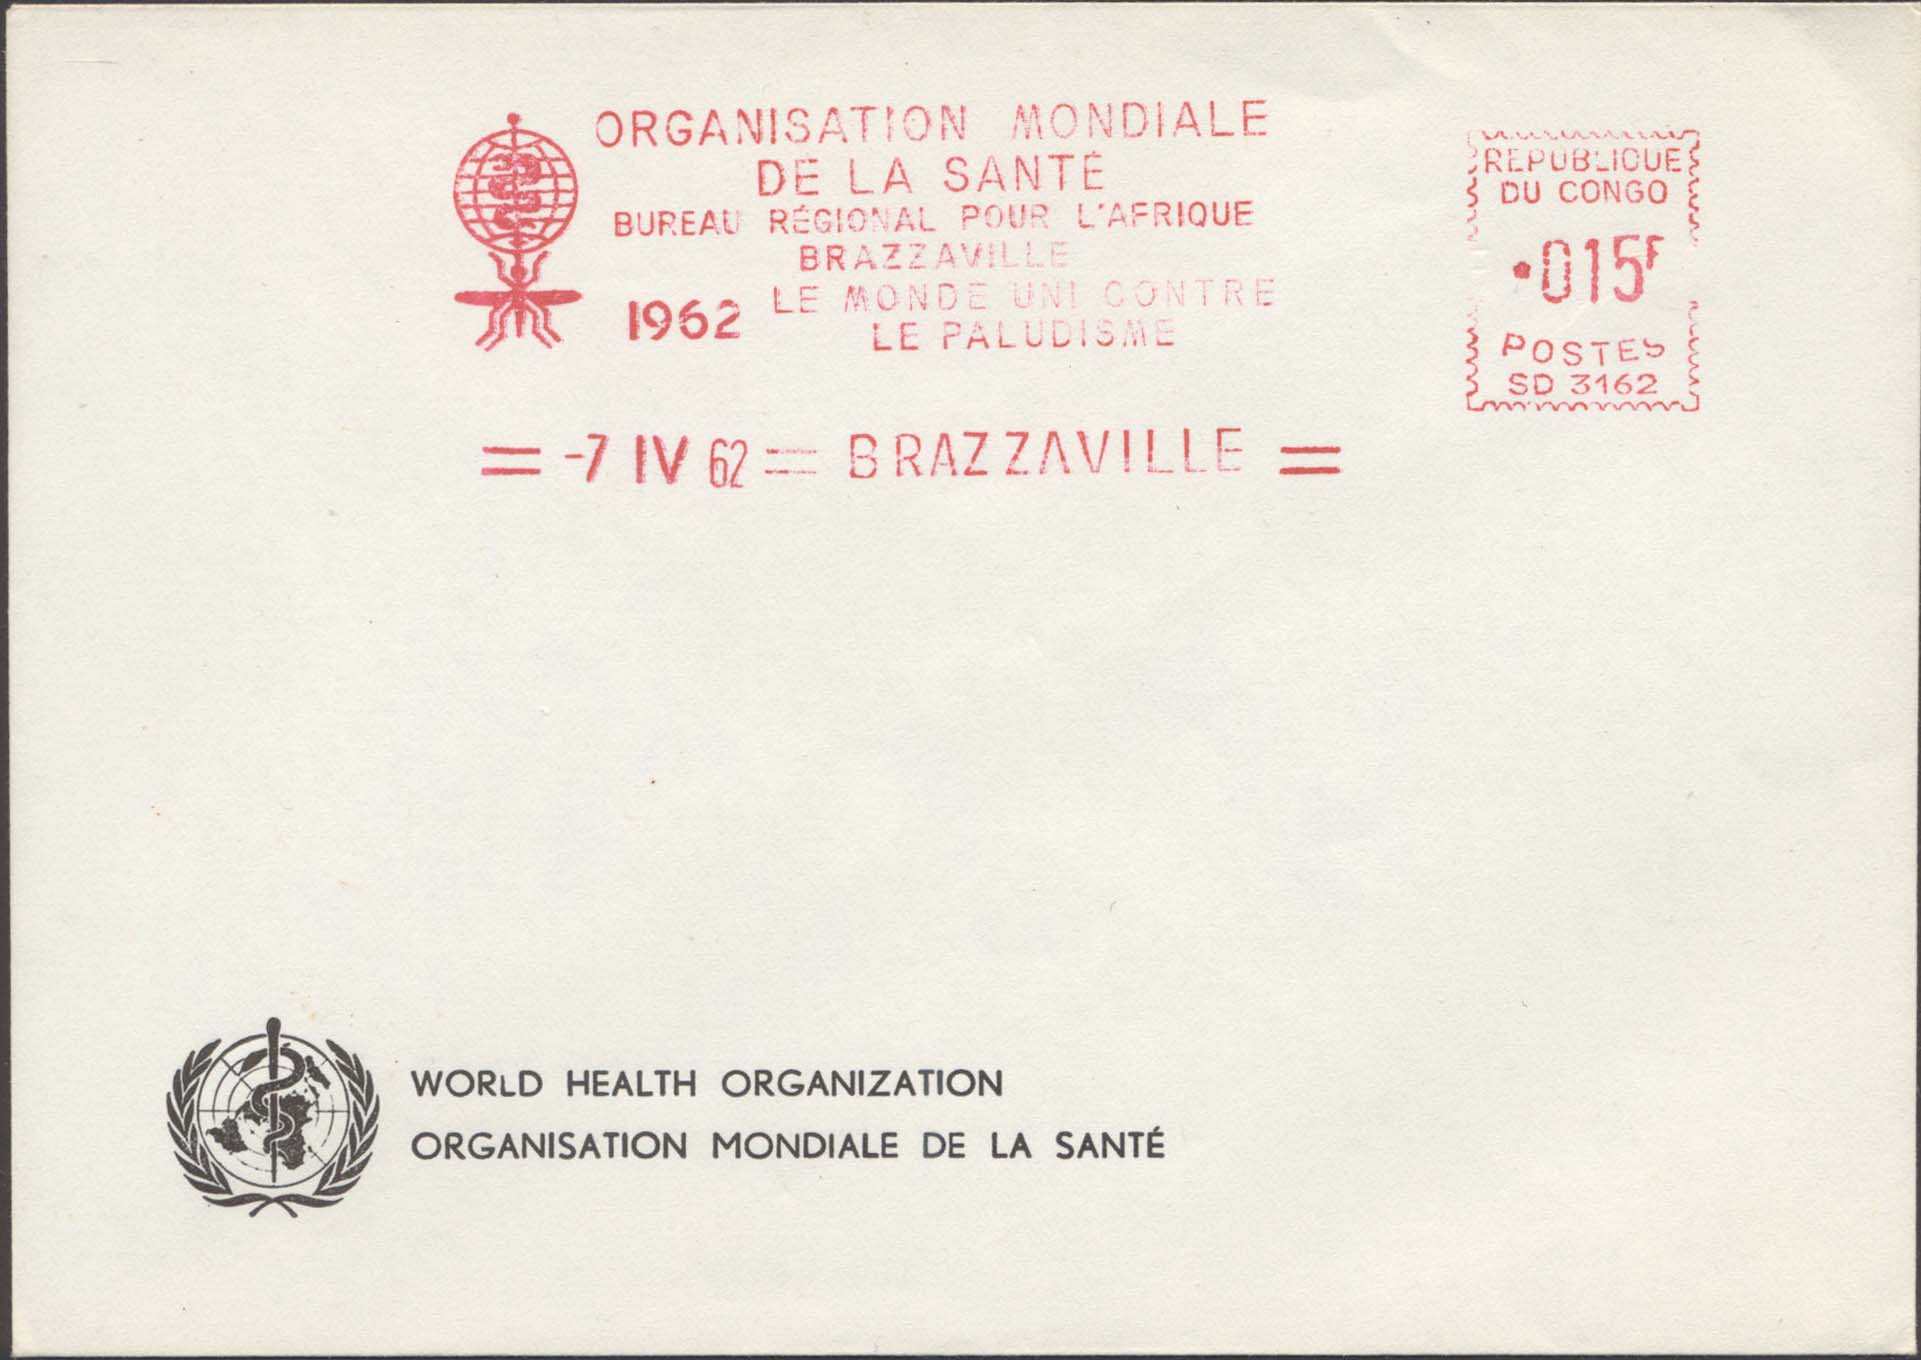 ORGANISATION MONDIALE
DE LA SANTÉ
BUREAU RÉGIONAL POUR L'AFRIQUE
BRAZZAVILLE
1962 LE MONDE UNI CONTRE
LE PALUDISME
REPUBLIQUE
DU CONGO
•015F
POSTES
SD 3162
= -7 IV 62 = BRAZZAVILLE =
WORLD HEALTH ORGANIZATION
ORGANISATION MONDIALE DE LA SANTÉ